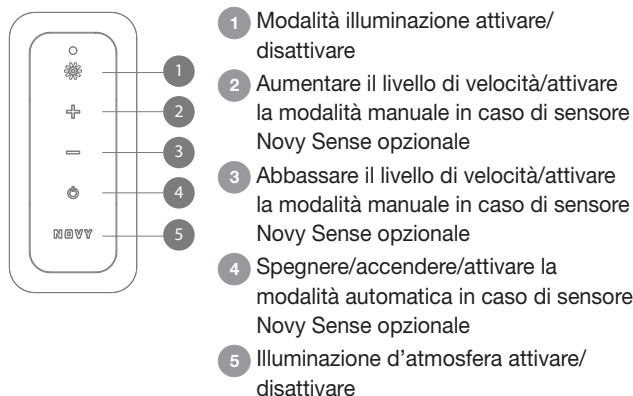 1 Modalità illuminazione attivare/
disattivare
2 Aumentare il livello di velocità/attivare
la modalità manuale in caso di sensore
Novy Sense opzionale
3 Abbassare il livello di velocità/attivare
la modalità manuale in caso di sensore
Novy Sense opzionale
4 Spegnere/accendere/attivare la
modalità automatica in caso di sensore
Novy Sense opzionale
5 Illuminazione d’atmosfera attivare/
disattivare
1
2
3
4
NOVY 5